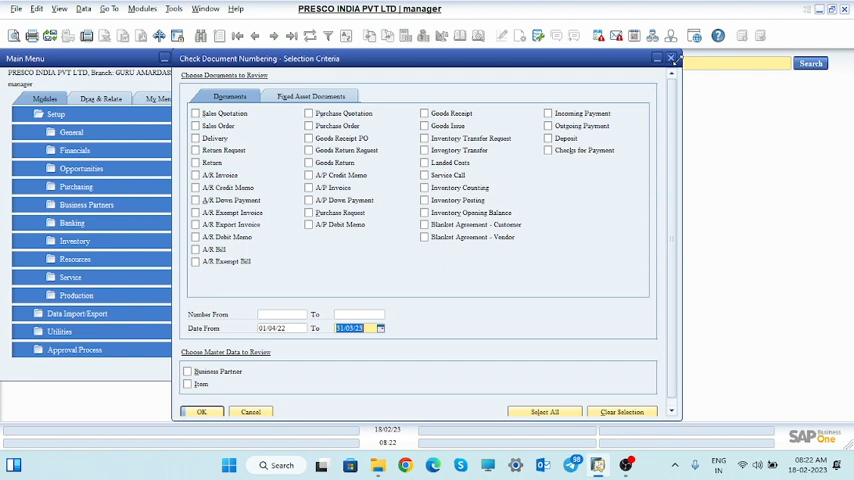 File Edit View Data Go To Modules Tools Window Help PRESCO INDIA PVT LTD | manager
Search
Main Menu
PRESCO INDIA PVT LTD, Branch: GURU AMARDAS
manager
Modules Drag & Relate My Men
Setup
General
Financials
Opportunities
Purchasing
Business Partners
Banking
Inventory
Resources
Service
Production
Data Import/Export
Utilities
Approval Process
Check Document Numbering - Selection Criteria
Choose Documents to Review
Documents Fixed Asset Documents
Sales Quotation Purchase Quotation Goods Receipt Incoming Payment
Sales Order Purchase Order Goods Issue Outgoing Payment
Delivery Goods Receipt PO Inventory Transfer Request Deposit
Return Request Goods Return Request Inventory Transfer Checks for Payment
Return Goods Return Landed Costs
A/R Invoice A/P Credit Memo Service Call
A/R Credit Memo A/P Invoice Inventory Counting
A/R Down Payment A/P Down Payment Inventory Posting
A/R Exempt Invoice Purchase Request Inventory Opening Balance
A/R Export Invoice A/P Debit Memo Blanket Agreement - Customer
A/R Debit Memo Blanket Agreement - Vendor
A/R Bill
A/R Exempt Bill
Number From To
Date From 01/04/22 To 31/03/23
Choose Master Data to Review
Business Partner
Item
OK Cancel Select All Clear Selection
18/02/23
08:22
SAP Business One
Search
98
ENG
IN
08:22 AM
18-02-2023